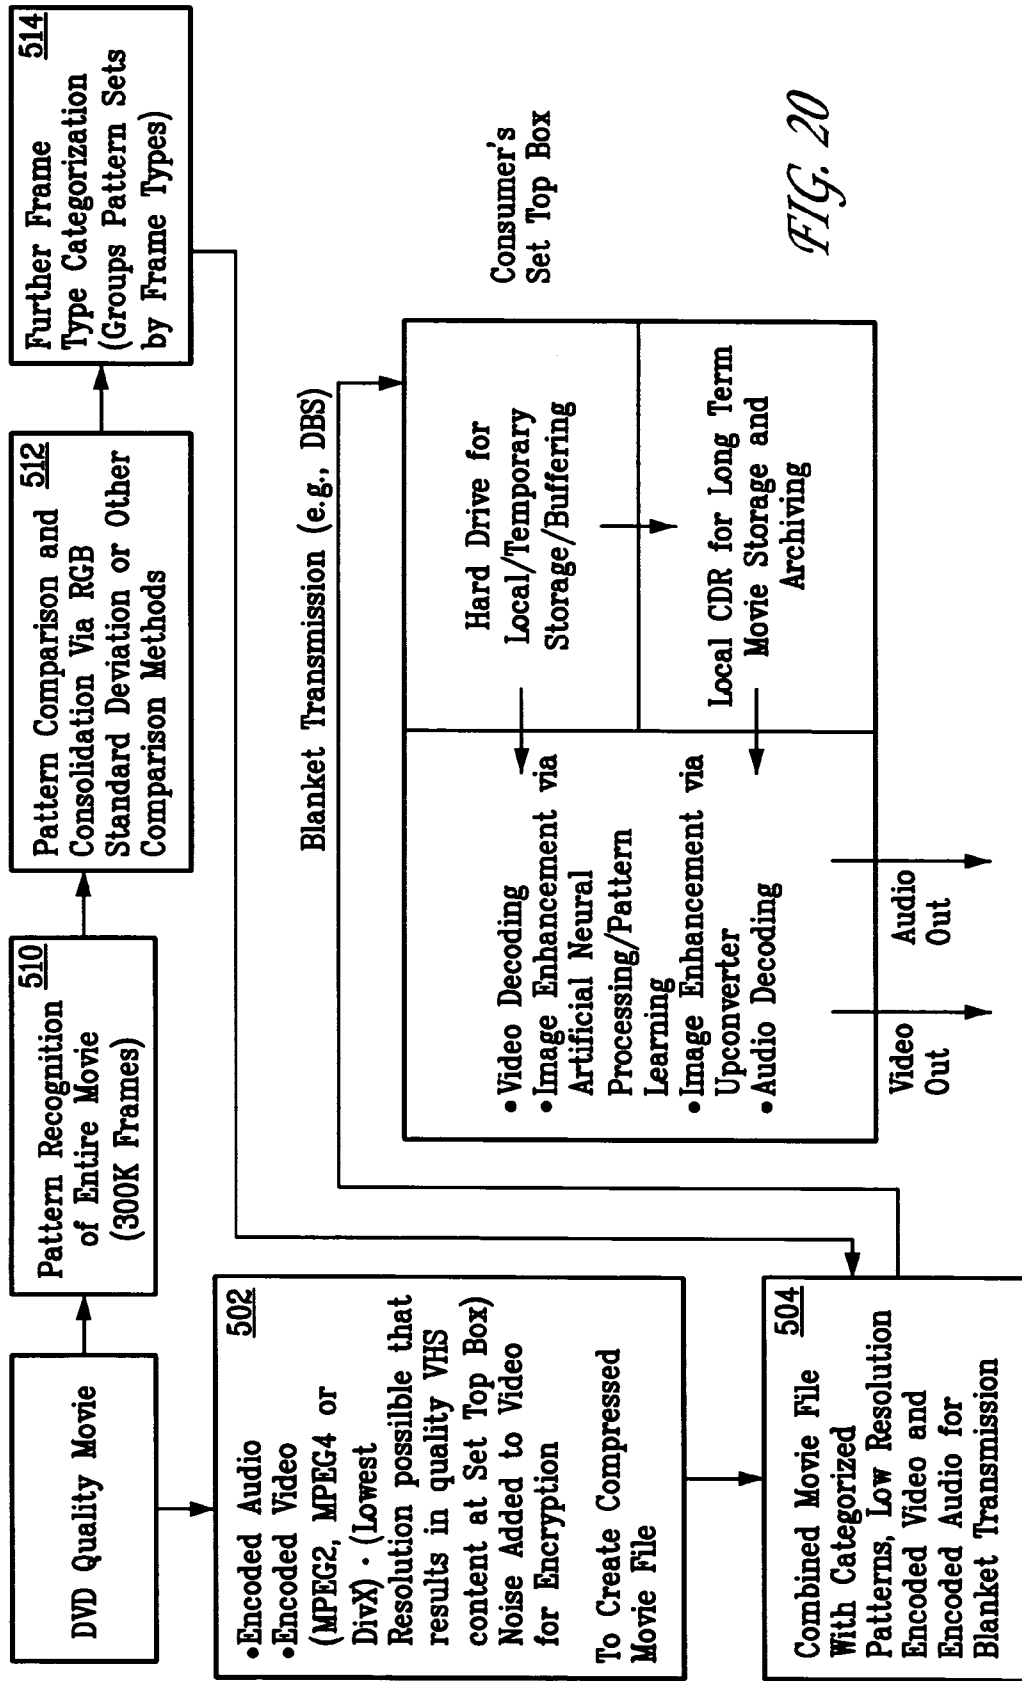 DVD Quality Movie
510
Pattern Recognition
of Entire Movie
(300K Frames)
512
Pattern Comparison and
Consolidation Via RGB
Standard Deviation or Other
Comparison Methods
514
Further Frame
Type Categorization
(Groups Pattern Sets
by Frame Types)
502
•Encoded Audio
•Encoded Video
(MPEG2, MPEG4 or
DivX) · (Lowest
Resolution possilble that
results in quality VHS
content at Set Top Box)
Noise Added to Video
for Encryption
To Create Compressed
Movie File
504
Combined Movie File
With Categorized
Patterns, Low Resolution
Encoded Video and
Encoded Audio for
Blanket Transmission
Blanket Transmission (e.g., DBS)
•Video Decoding
•Image Enhancement via
Artificial Neural
Processing/Pattern
Learning
•Image Enhancement via
Upconverter
•Audio Decoding
Hard Drive for
Local/Temporary
Storage/Buffering
Local CDR for Long Term
Movie Storage and
Archiving
Consumer's
Set Top Box
Video
Out
Audio
Out
FIG. 20